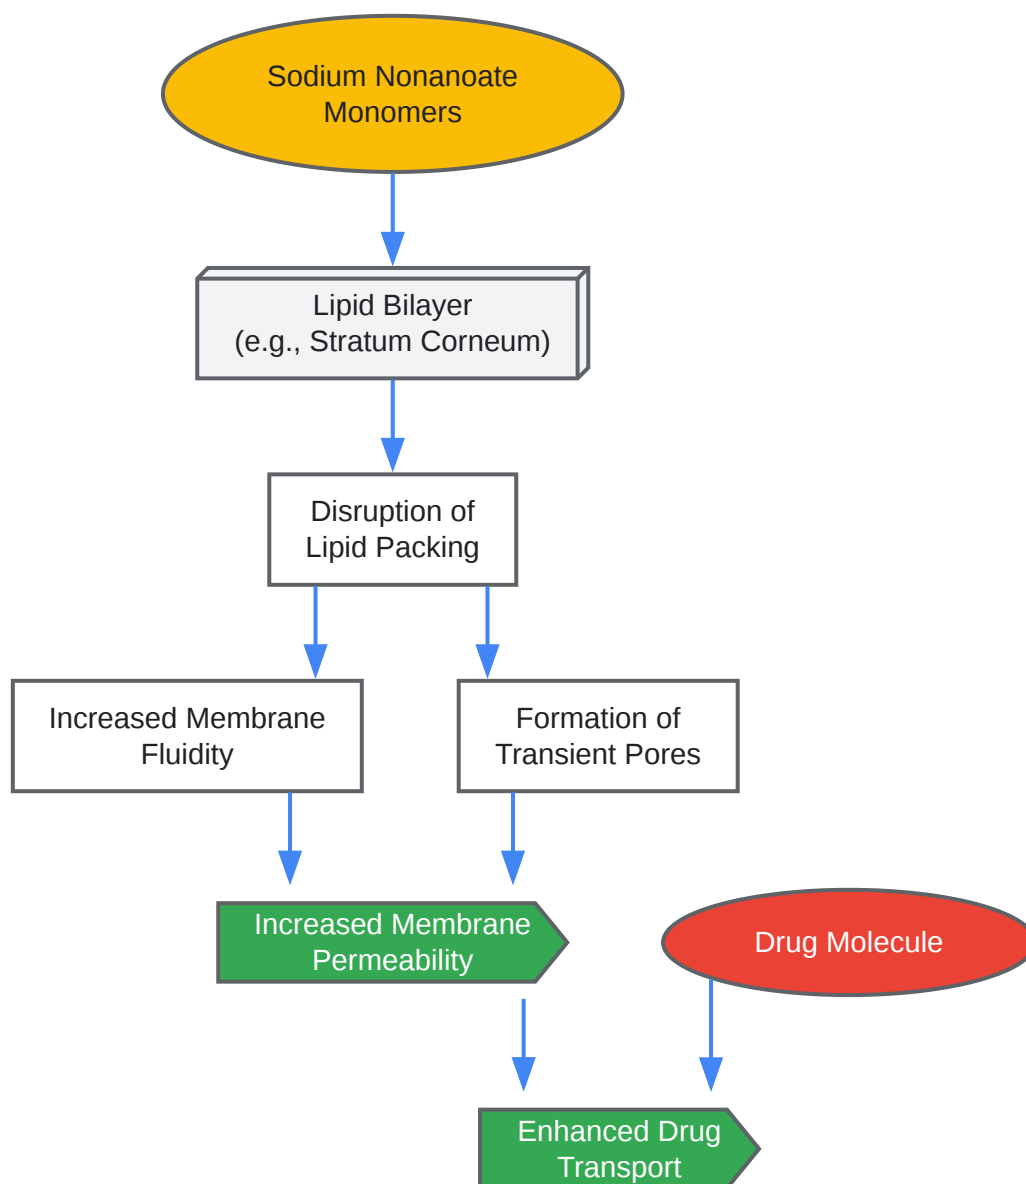 Sodium Nonanoate
Monomers
Lipid Bilayer
(e.g., Stratum Corneum)
Disruption of
Lipid Packing
Increased Membrane
Fluidity
Formation of
Transient Pores
Increased Membrane
Permeability
Drug Molecule
Enhanced Drug
Transport